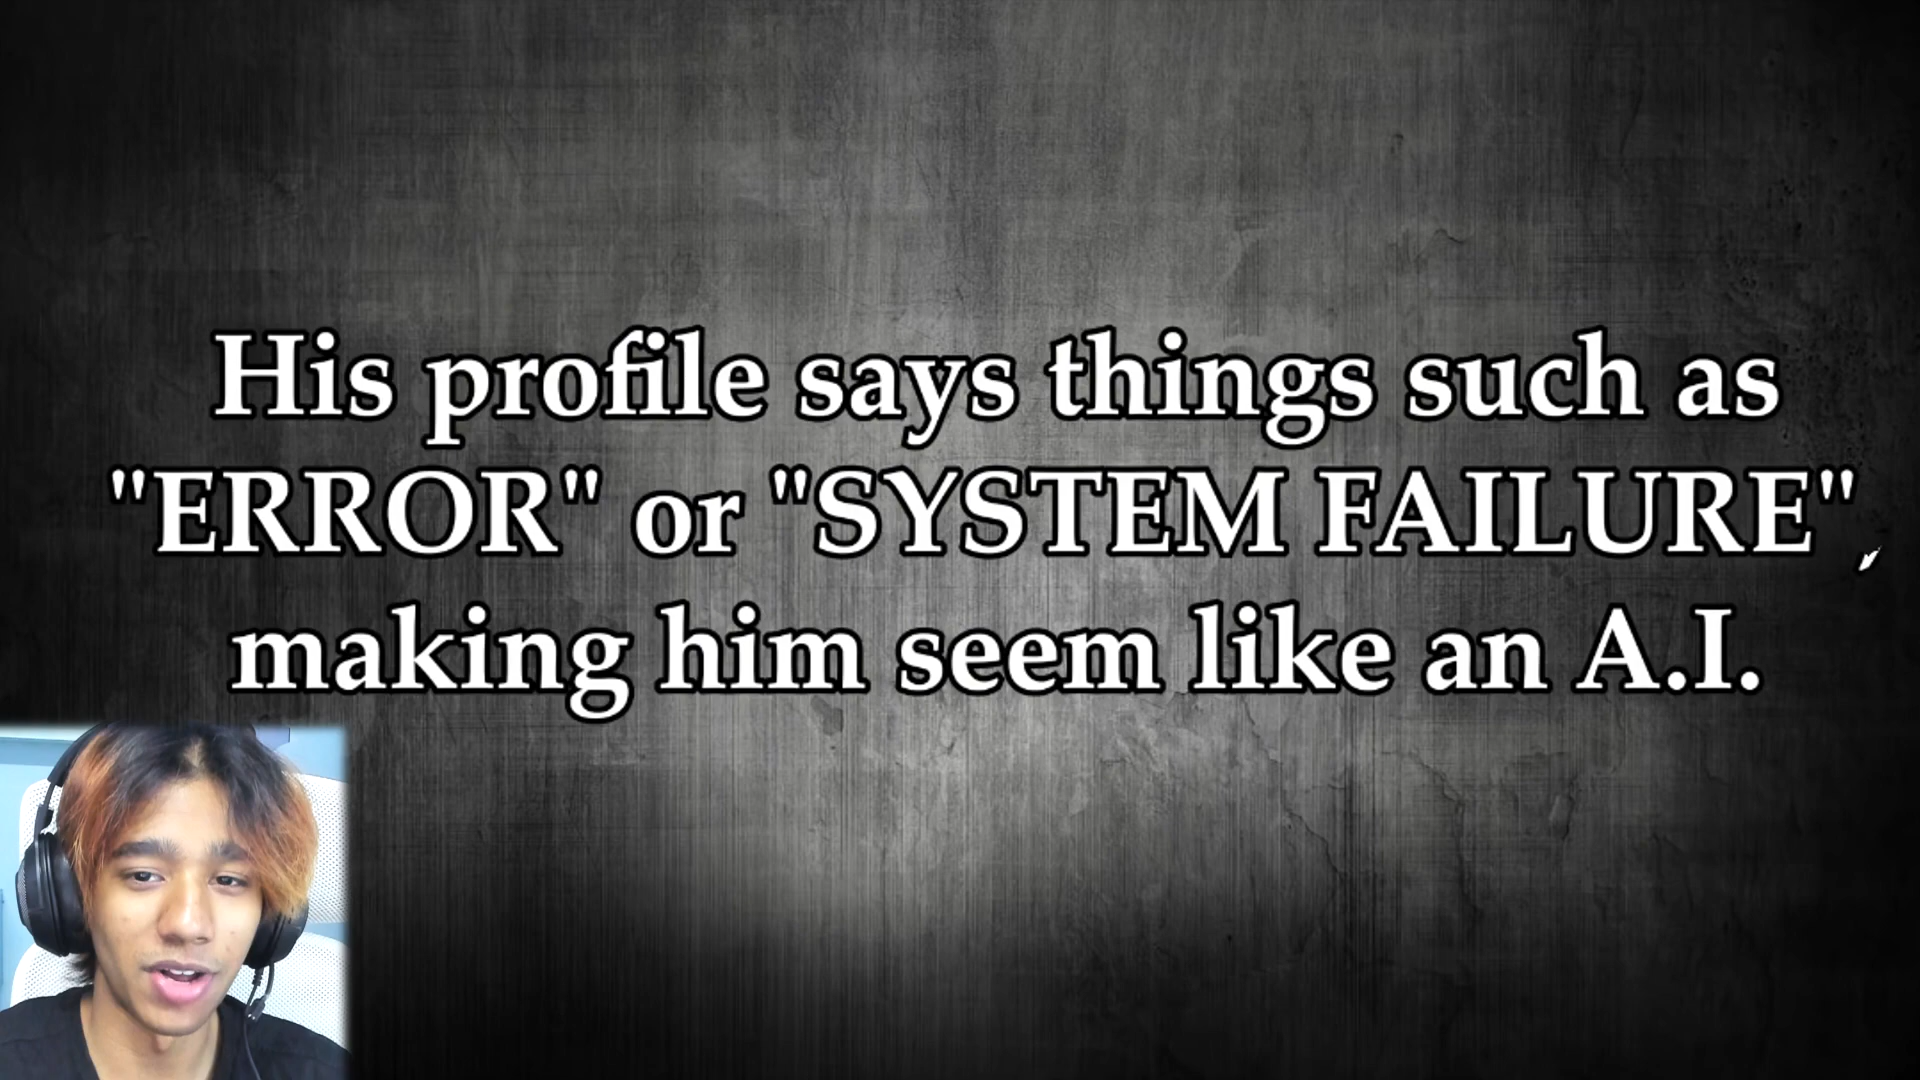 His profile says things such as
"ERROR" or "SYSTEM FAILURE",
making him seem like an A.I.